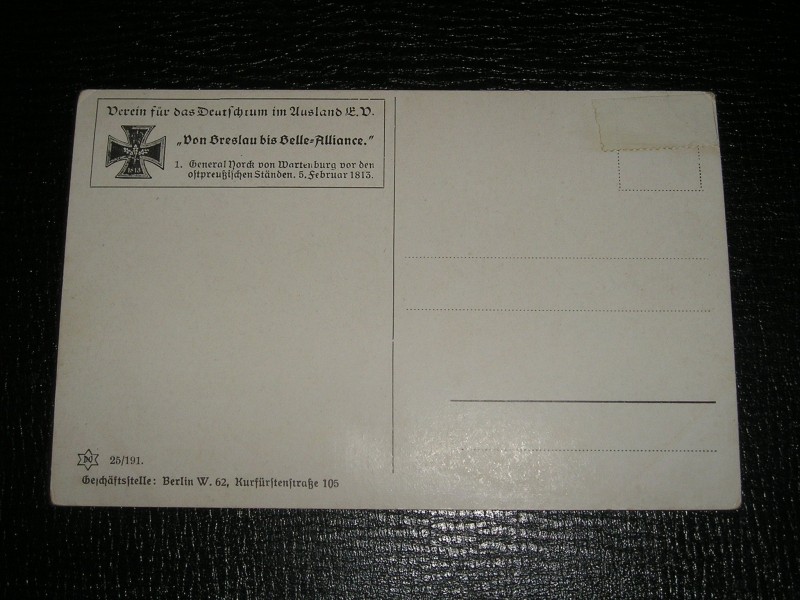 Verein für das Deutschtum im Ausland E.V.
„Von Breslau bis Belle-Alliance.“
1. General Yorck von Wartenburg vor den
ostpreußischen Ständen. 5. Februar 1813.
1813
25/191.
Geschäftsstelle: Berlin W. 62, Kurfürstenstraße 105